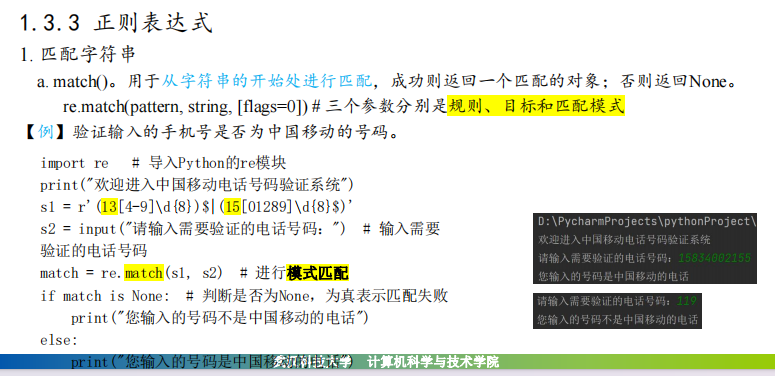 1.3.3 正则表达式
1. 匹配字符串
a. match()。用于从字符串的开始处进行匹配，成功则返回一个匹配的对象；否则返回None。
re.match(pattern, string, [flags=0]) # 三个参数分别是规则、目标和匹配模式
【例】验证输入的手机号是否为中国移动的号码。
import re # 导入Python的re模块
print("欢迎进入中国移动电话号码验证系统")
s1 = r'(13[4-9]\d{8})$|(15[01289]\d{8}$)'
s2 = input("请输入需要验证的电话号码：") # 输入需要
验证的电话号码
match = re.match(s1, s2) # 进行模式匹配
if match is None: # 判断是否为None，为真表示匹配失败
print("您输入的号码不是中国移动的电话")
else:
print("您输入的号码是中国移动的电话")
D:\PycharmProjects\pythonProject\
欢迎进入中国移动电话号码验证系统
请输入需要验证的电话号码：15834002155
您输入的号码是中国移动的电话
请输入需要验证的电话号码：119
您输入的号码不是中国移动的电话
科技大学 计算机科学与技术学院